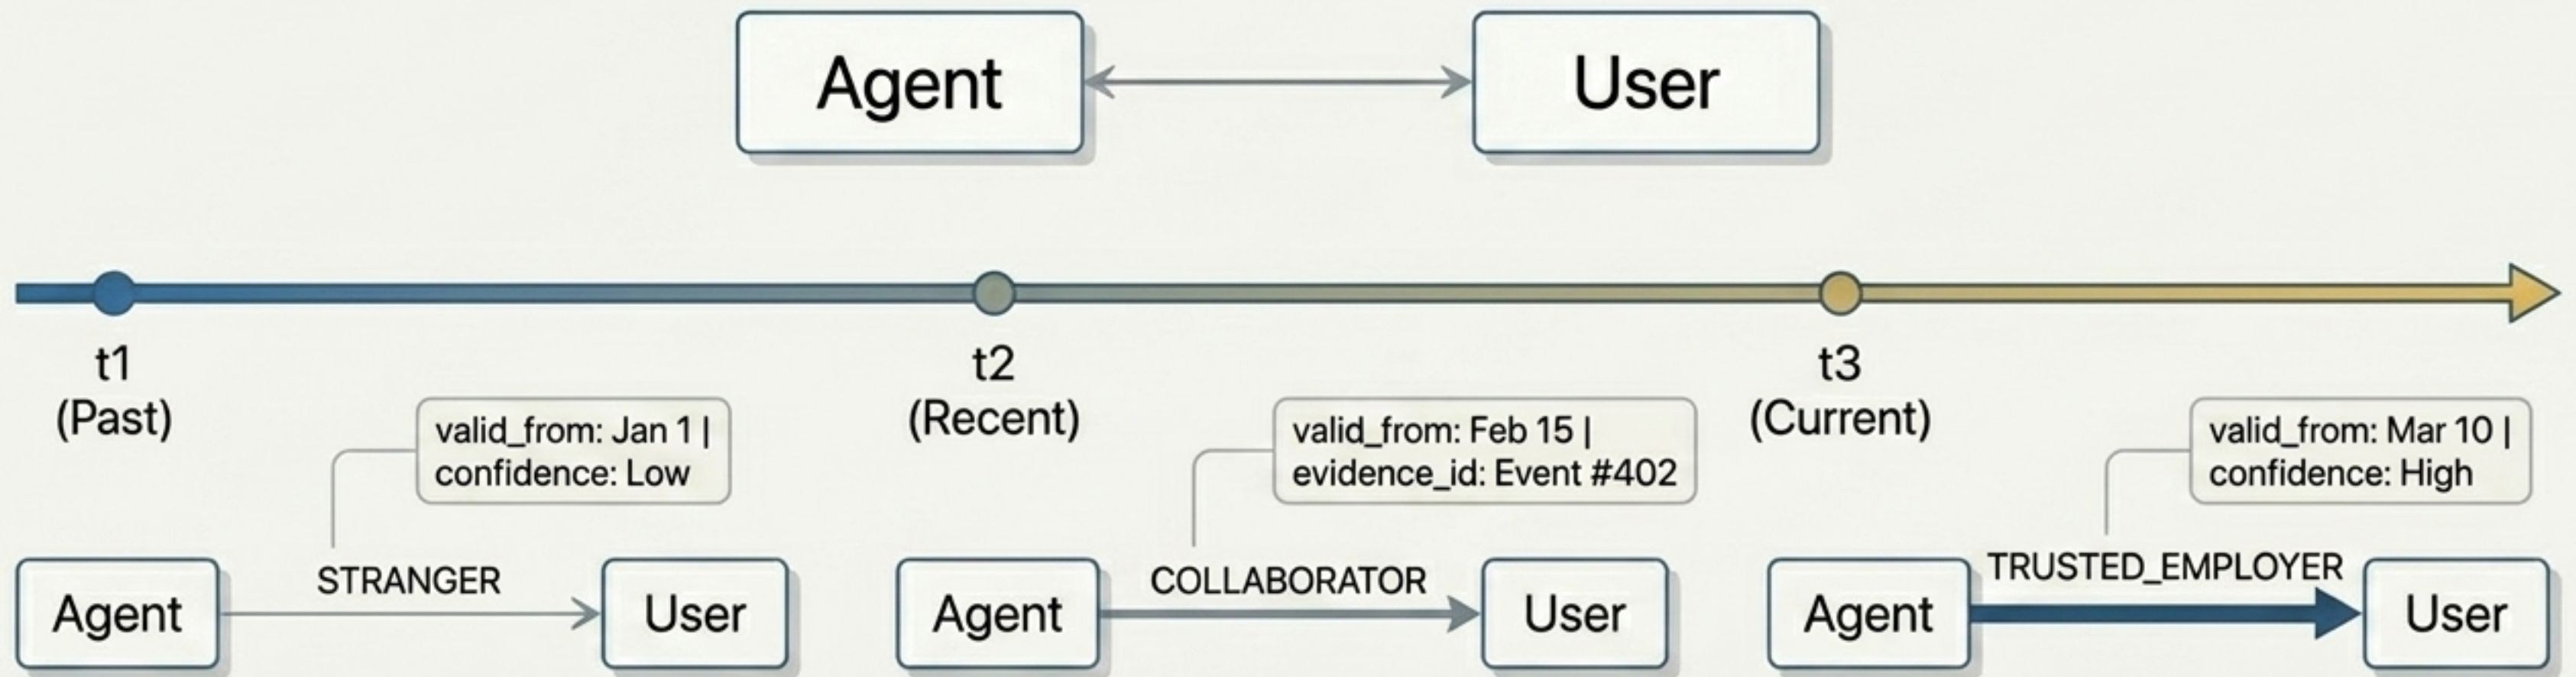 Agent
User
t1
(Past)
t2
(Recent)
t3
(Current)
valid_from: Jan 1 |
confidence: Low
valid_from: Feb 15 |
evidence_id: Event #402
valid_from: Mar 10 |
confidence: High
Agent
STRANGER
User
Agent
COLLABORATOR
User
Agent
TRUSTED_EMPLOYER
User